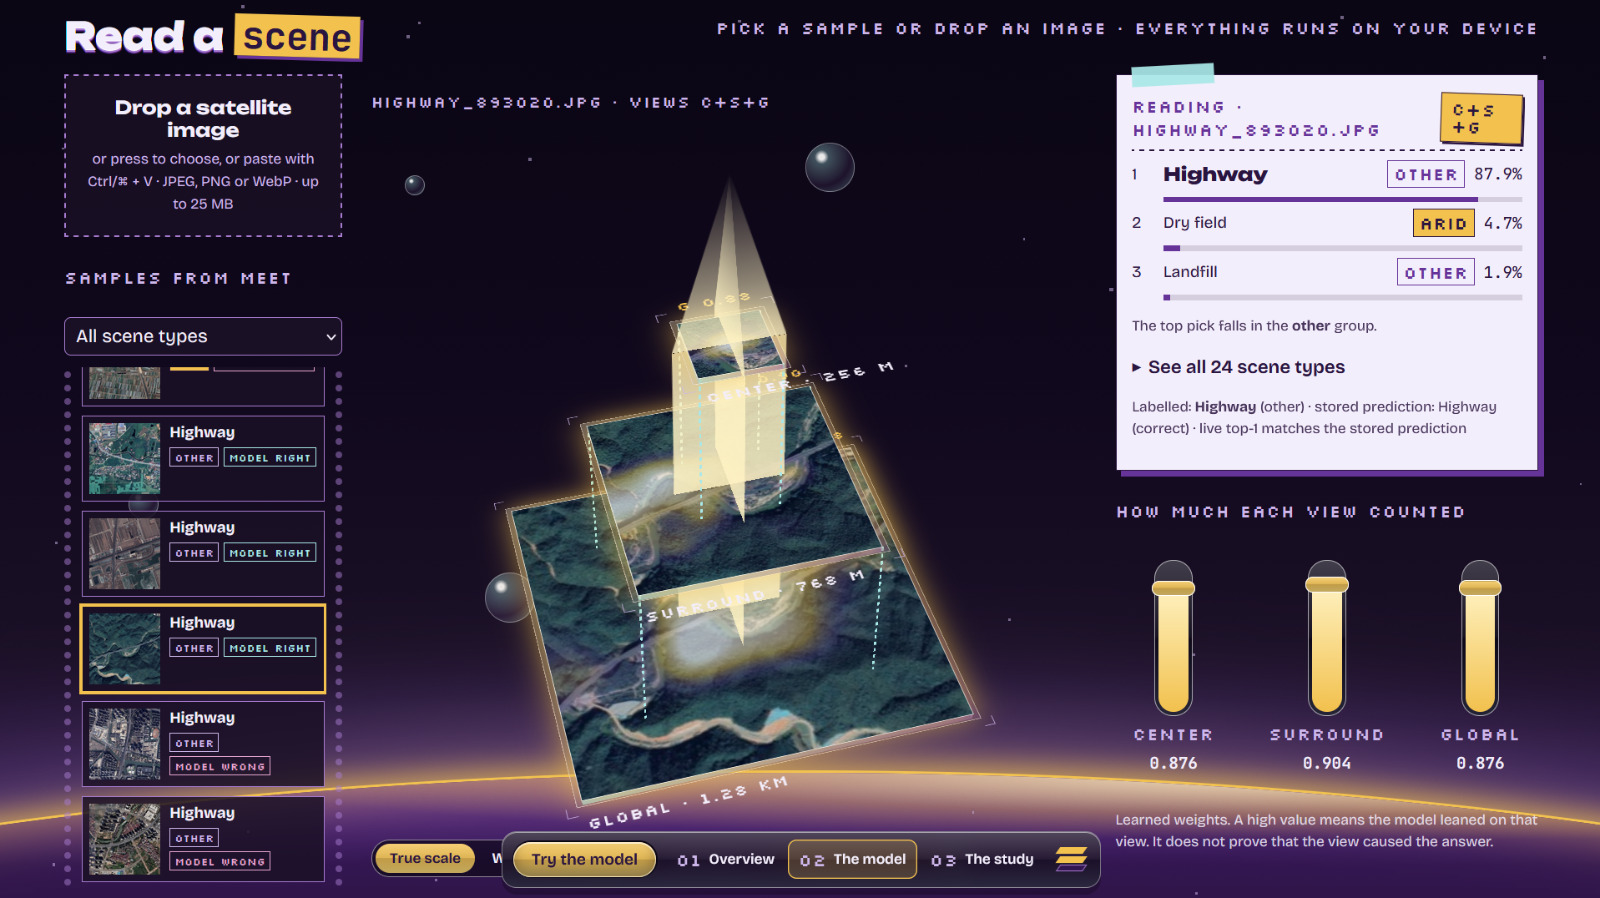 Read a scene
PICK A SAMPLE OR DROP AN IMAGE · EVERYTHING RUNS ON YOUR DEVICE
Drop a satellite
image
or press to choose, or paste with
Ctrl/⌘ + V · JPEG, PNG or WebP · up
to 25 MB
SAMPLES FROM MEET
All scene types
Highway
OTHER MODEL RIGHT
Highway
OTHER MODEL RIGHT
Highway
OTHER MODEL RIGHT
Highway
OTHER
MODEL WRONG
Highway
OTHER
MODEL WRONG
HIGHWAY_893020.JPG · VIEWS C+S+G
G 0.88
CENTER · 256 M
SURROUND · 768 M
GLOBAL · 1.28 KM
True scale
Try the model
01 Overview
02 The model
03 The study
READING ·
HIGHWAY_893020.JPG
C+S
+G
1 Highway OTHER 87.9%
2 Dry field ARID 4.7%
3 Landfill OTHER 1.9%
The top pick falls in the other group.
▸ See all 24 scene types
Labelled: Highway (other) · stored prediction: Highway
(correct) · live top-1 matches the stored prediction
HOW MUCH EACH VIEW COUNTED
CENTER SURROUND GLOBAL
0.876 0.904 0.876
Learned weights. A high value means the model leaned on that
view. It does not prove that the view caused the answer.